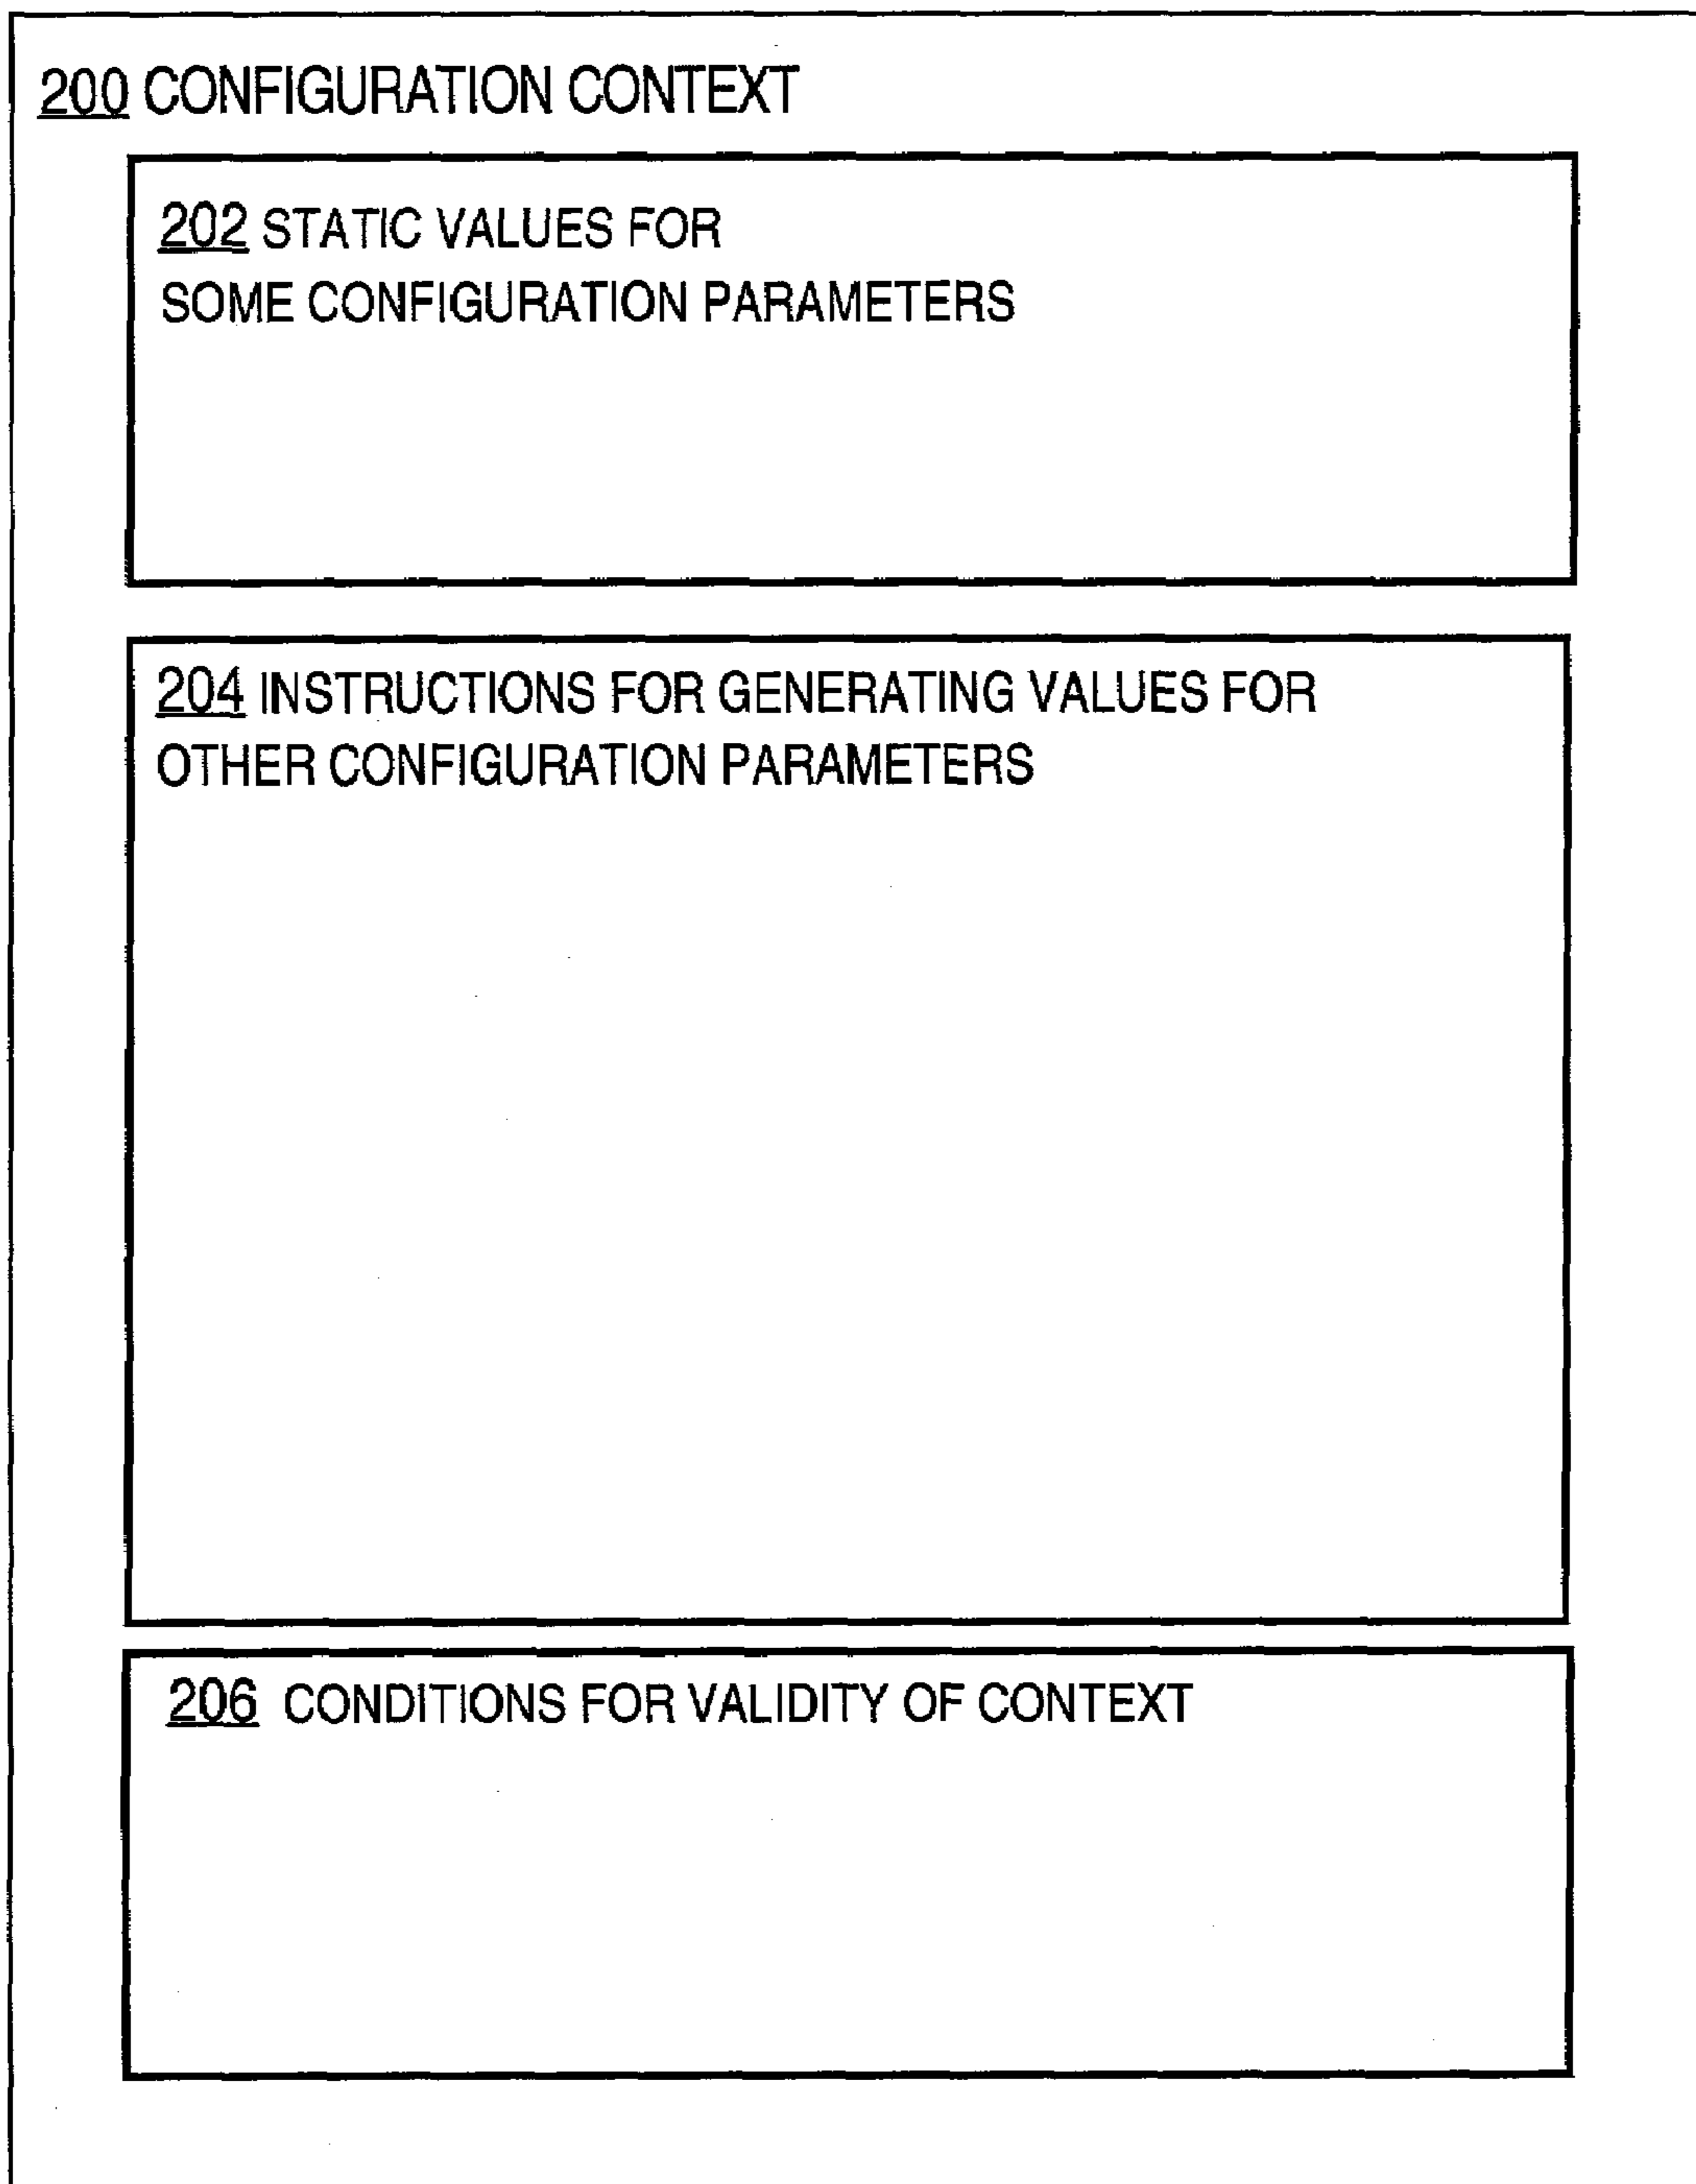 200 CONFIGURATION CONTEXT
202 STATIC VALUES FOR
SOME CONFIGURATION PARAMETERS
204 INSTRUCTIONS FOR GENERATING VALUES FOR
OTHER CONFIGURATION PARAMETERS
206 CONDITIONS FOR VALIDITY OF CONTEXT